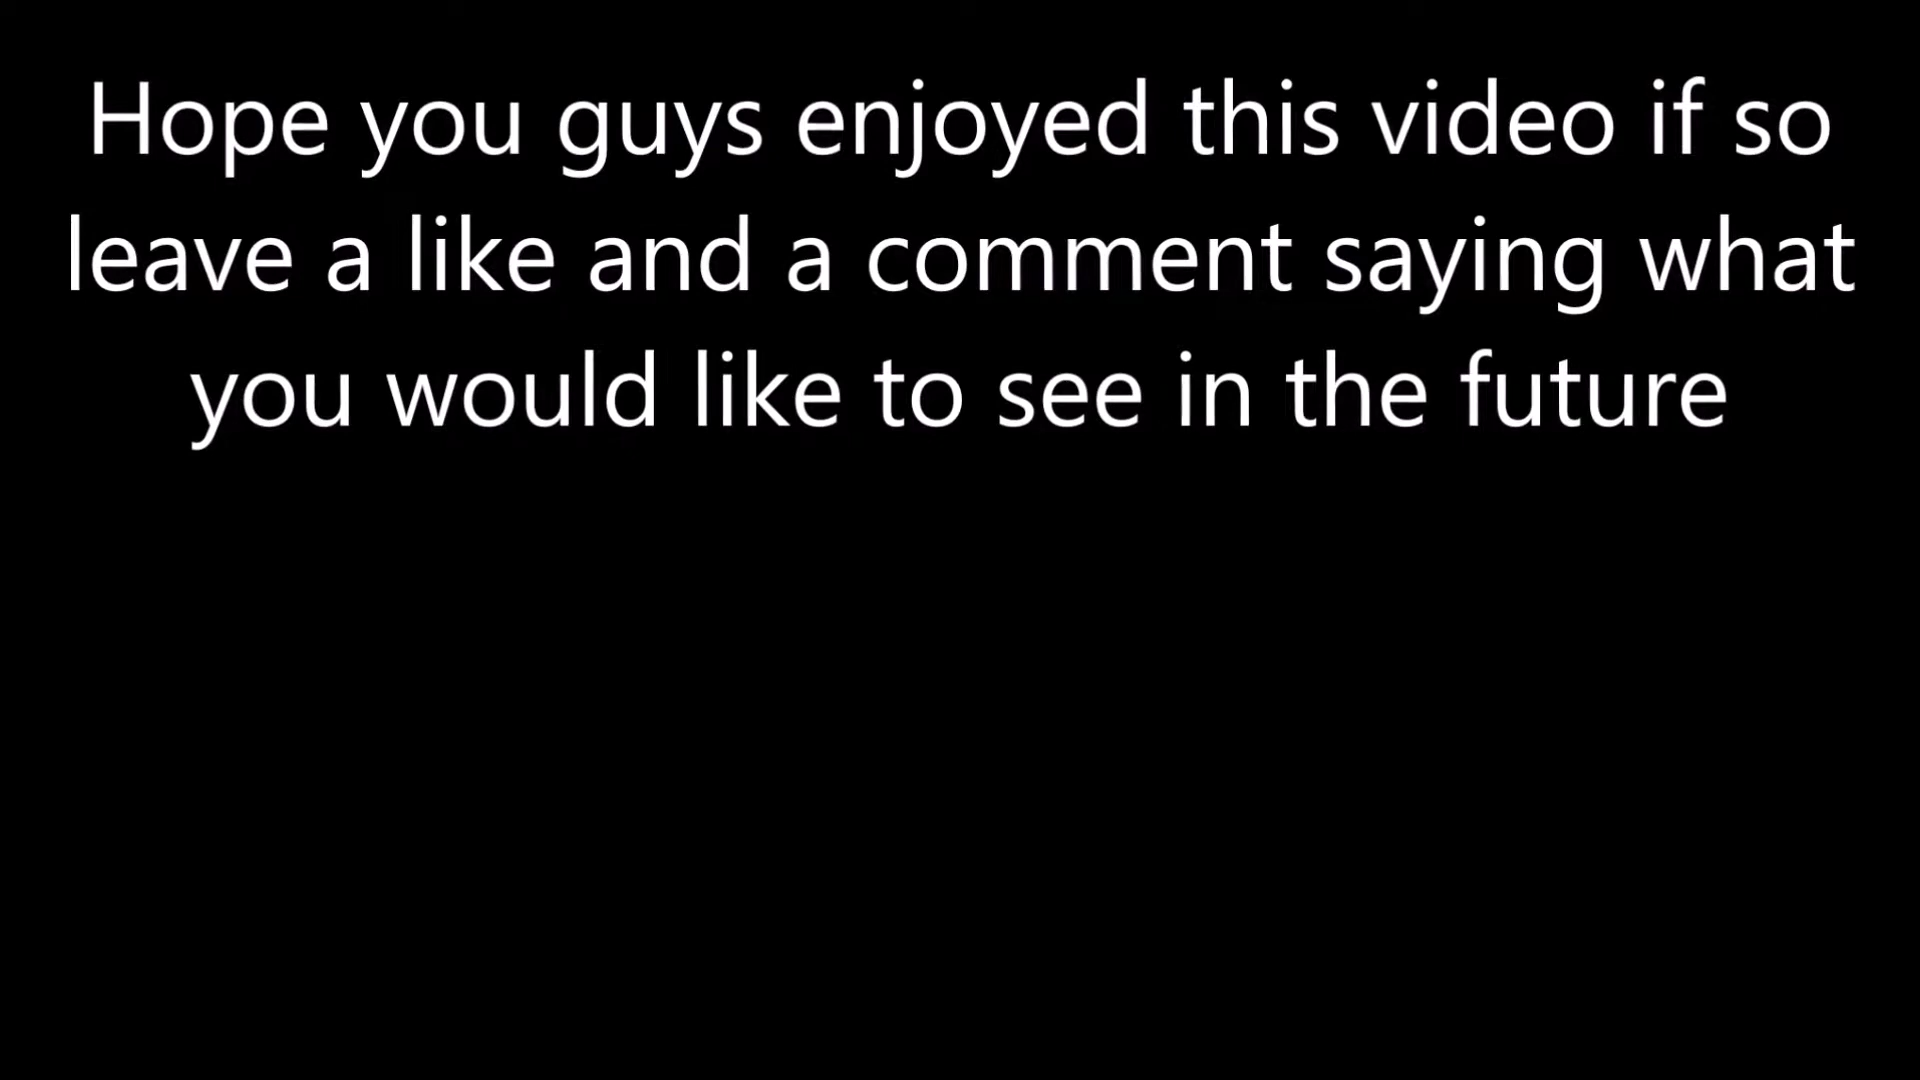 Hope you guys enjoyed this video if so
leave a like and a comment saying what
you would like to see in the future